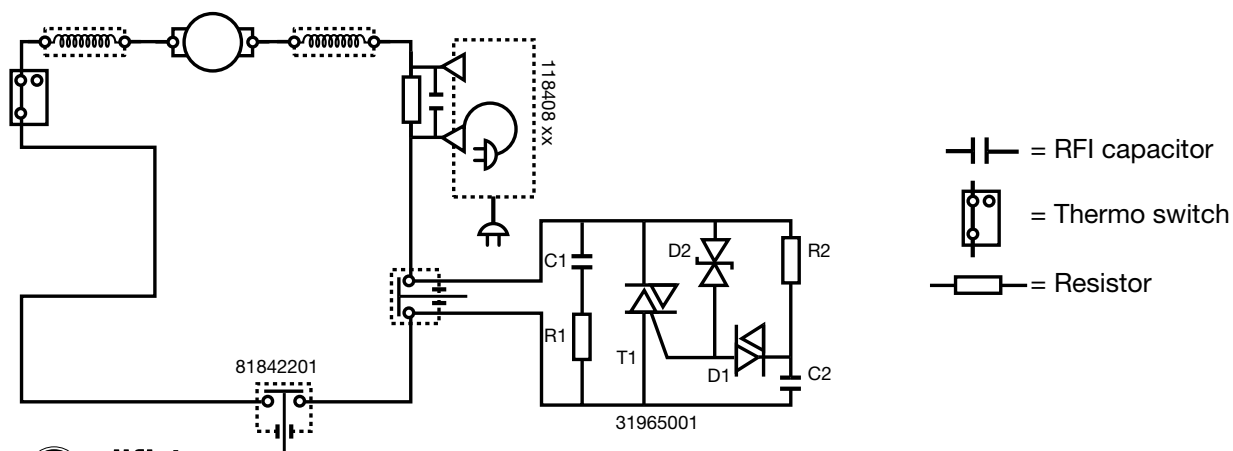 118408 xx
= RFI capacitor
= Thermo switch
= Resistor
C1
D2
R2
R1
T1
D1
C2
81842201
31965001